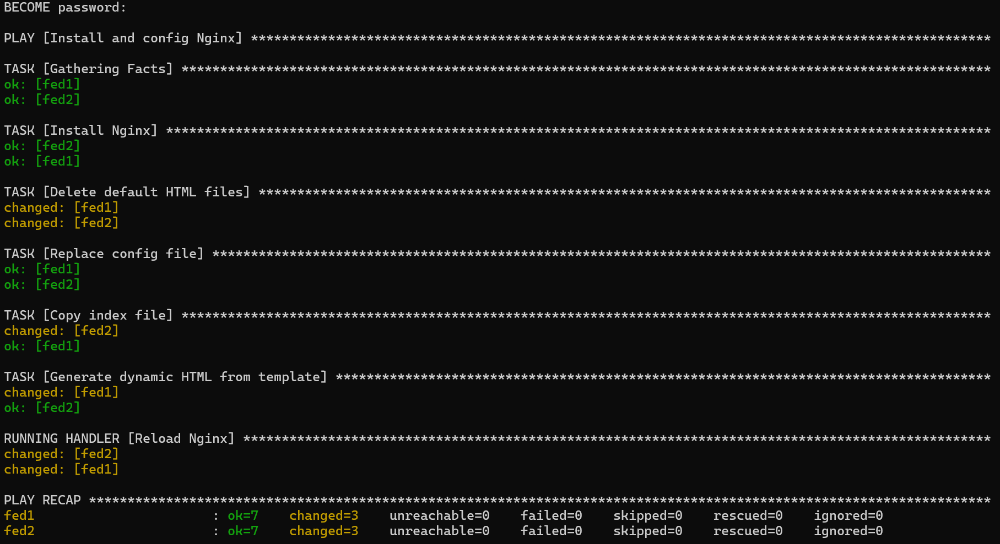 BECOME password:
PLAY [Install and config Nginx] ************************************************************************************************
TASK [Gathering Facts] *********************************************************************************************************
ok: [fed1]
ok: [fed2]
TASK [Install Nginx] ***********************************************************************************************************
ok: [fed2]
ok: [fed1]
TASK [Delete default HTML files] ***********************************************************************************************
changed: [fed1]
changed: [fed2]
TASK [Replace config file] *****************************************************************************************************
ok: [fed1]
ok: [fed2]
TASK [Copy index file] *********************************************************************************************************
changed: [fed2]
ok: [fed1]
TASK [Generate dynamic HTML from template] *************************************************************************************
changed: [fed1]
ok: [fed2]
RUNNING HANDLER [Reload Nginx] *************************************************************************************************
changed: [fed2]
changed: [fed1]
PLAY RECAP *********************************************************************************************************************
fed1                       : ok=7    changed=3    unreachable=0    failed=0    skipped=0    rescued=0    ignored=0
fed2                       : ok=7    changed=3    unreachable=0    failed=0    skipped=0    rescued=0    ignored=0